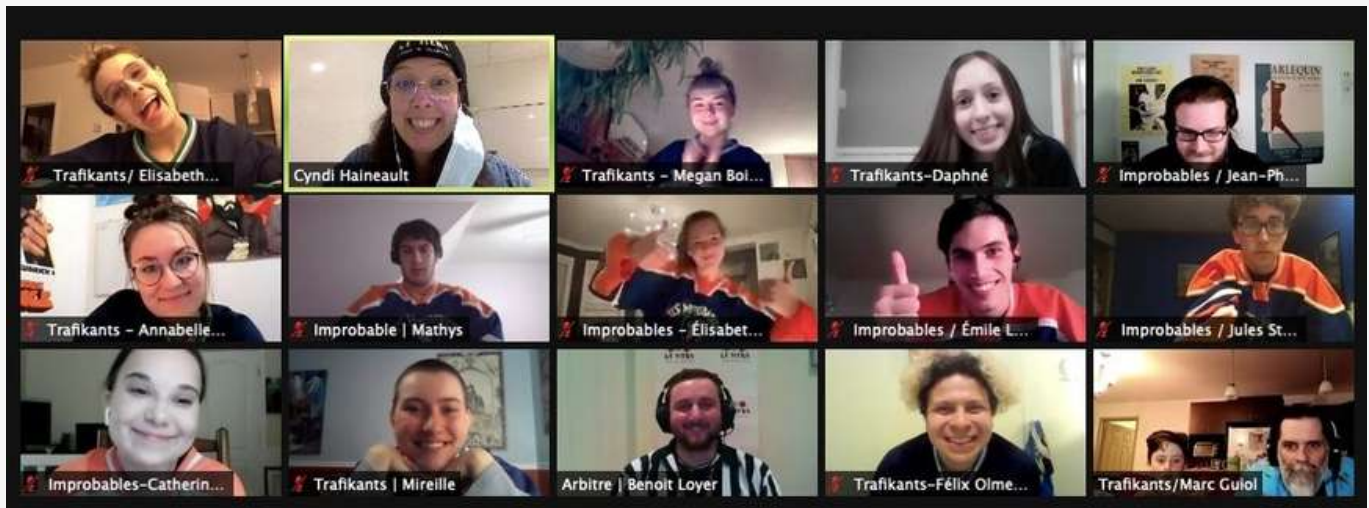 ARLEQUIN
Trafikants/ Elisabeth...
Cyndi Haineault
Trafikants – Megan Boi...
Trafikants-Daphné
Improbables / Jean-Ph...
Trafikants – Annabelle...
Improbable | Mathys
Improbables – Élisabet...
Improbables / Émile L...
Improbables / Jules St...
Improbables-Catherin...
Trafikants | Mireille
Arbitre | Benoit Loyer
Trafikants-Félix Olme...
Trafikants/Marc Guiol